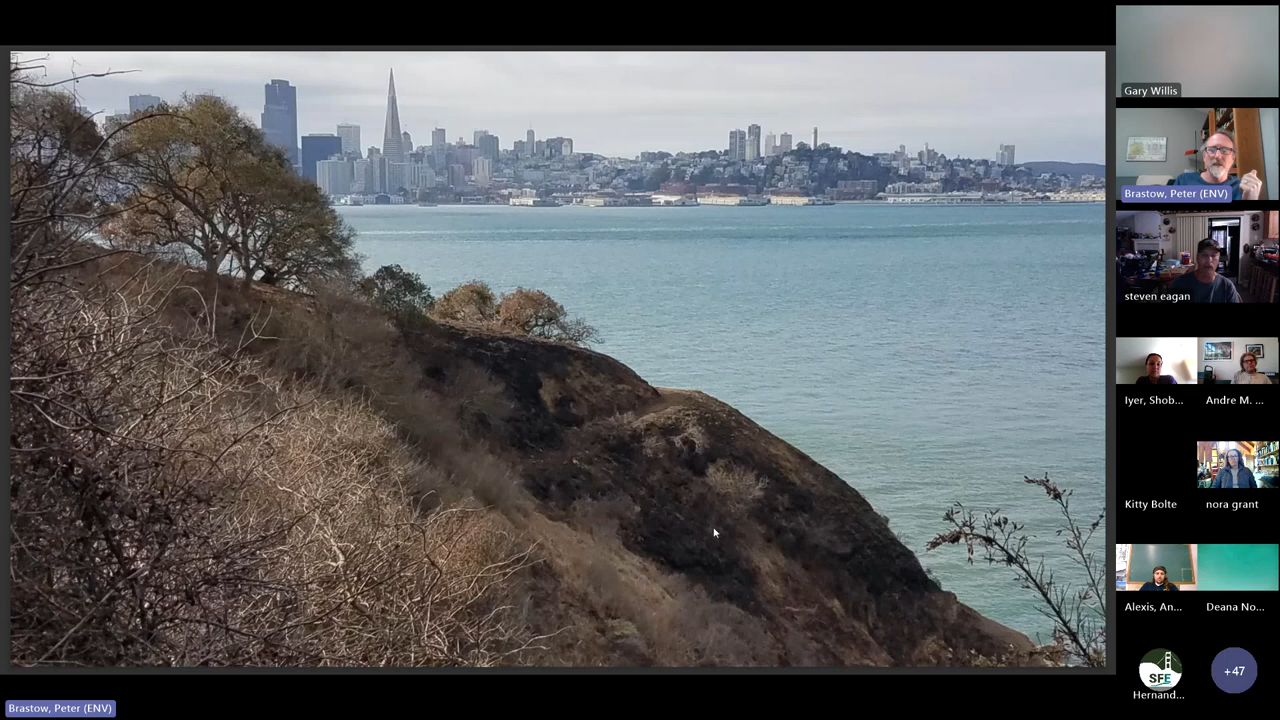 Gary Willis
Brastow, Peter (ENV)
steven eagan
Iyer, Shob...
Andre M. ...
Kitty Bolte
nora grant
Alexis, An...
Deana No...
SFE
Hernand...
+47
Brastow, Peter (ENV)